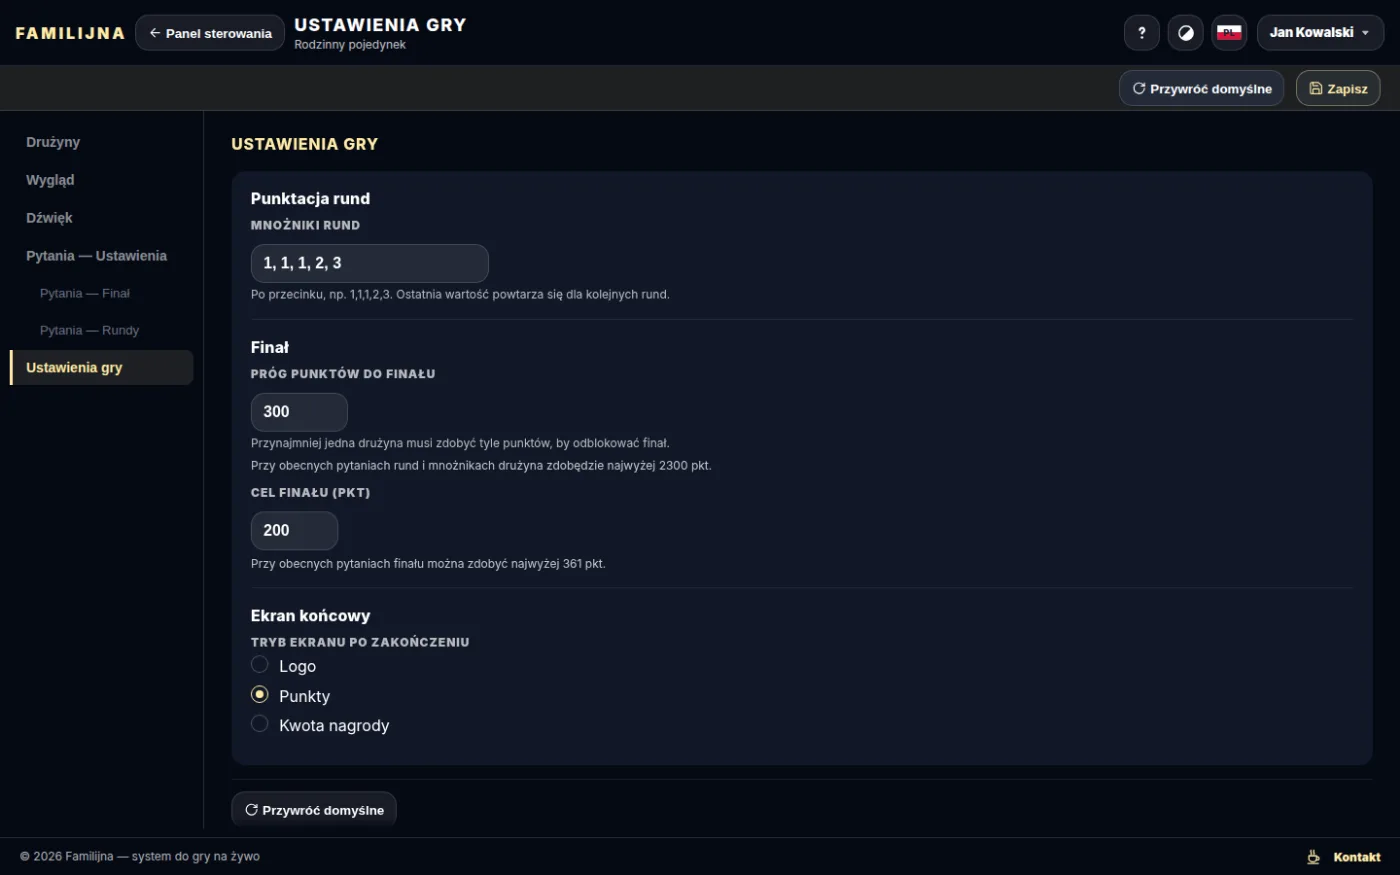 FAMILIJNA
← Panel sterowania
USTAWIENIA GRY
Rodzinny pojedynek
?
PL
Jan Kowalski
Przywróć domyślne
Zapisz
Drużyny
Wygląd
Dźwięk
Pytania — Ustawienia
Pytania — Finał
Pytania — Rundy
Ustawienia gry
USTAWIENIA GRY
Punktacja rund
MNOŻNIKI RUND
1, 1, 1, 2, 3
Po przecinku, np. 1,1,1,2,3. Ostatnia wartość powtarza się dla kolejnych rund.
Finał
PRÓG PUNKTÓW DO FINAŁU
300
Przynajmniej jedna drużyna musi zdobyć tyle punktów, by odblokować finał.
Przy obecnych pytaniach rund i mnożnikach drużyna zdobędzie najwyżej 2300 pkt.
CEL FINAŁU (PKT)
200
Przy obecnych pytaniach finału można zdobyć najwyżej 361 pkt.
Ekran końcowy
TRYB EKRANU PO ZAKOŃCZENIU
Logo
Punkty
Kwota nagrody
Przywróć domyślne
© 2026 Familijna — system do gry na żywo
Kontakt